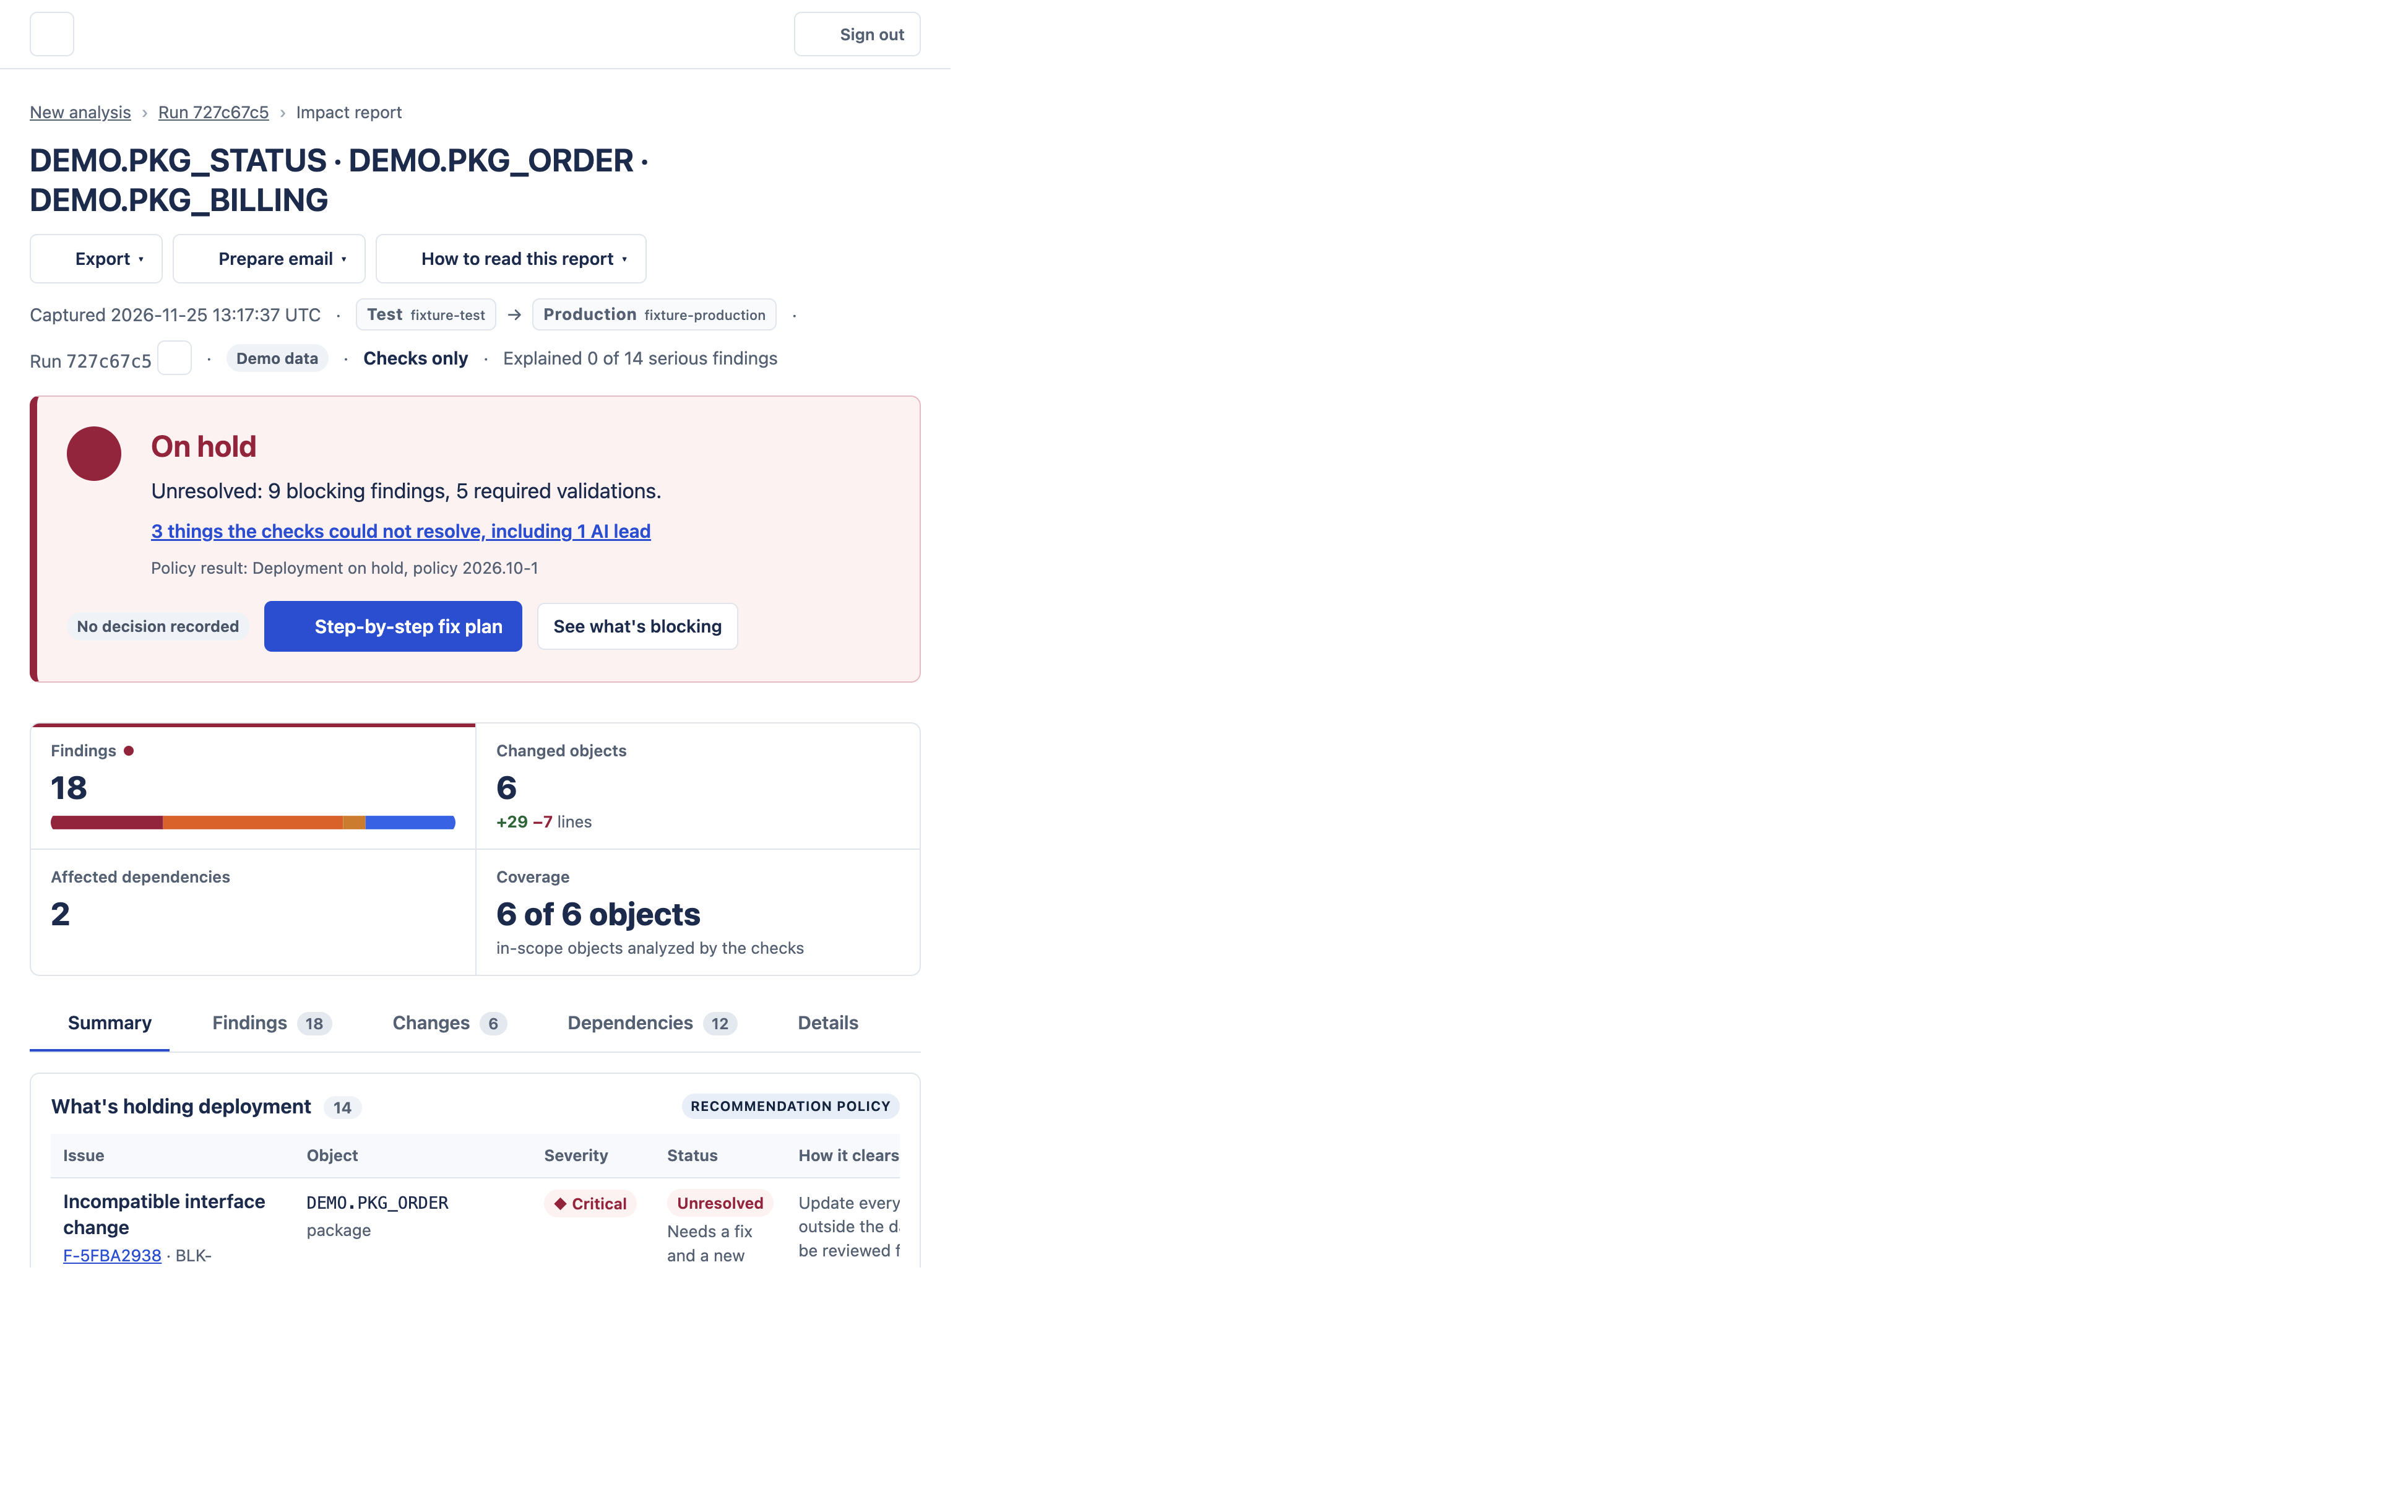 Sign out
New analysis › Run 727c67c5 › Impact report
DEMO.PKG_STATUS · DEMO.PKG_ORDER ·
DEMO.PKG_BILLING
Export ▾ Prepare email ▾ How to read this report ▾
Captured 2026-11-25 13:17:37 UTC · Test fixture-test → Production fixture-production ·
Run 727c67c5 · Demo data · Checks only · Explained 0 of 14 serious findings
On hold
Unresolved: 9 blocking findings, 5 required validations.
3 things the checks could not resolve, including 1 AI lead
Policy result: Deployment on hold, policy 2026.10-1
No decision recorded Step-by-step fix plan See what's blocking
Findings
18
Changed objects
6
+29 −7 lines
Affected dependencies
2
Coverage
6 of 6 objects
in-scope objects analyzed by the checks
Summary Findings 18 Changes 6 Dependencies 12 Details
What's holding deployment 14 RECOMMENDATION POLICY
Issue Object Severity Status How it clears
Incompatible interface
change
F-5FBA2938 · BLK-
DEMO.PKG_ORDER
package
◆ Critical
Unresolved
Needs a fix
and a new
Update every
outside the
be reviewed